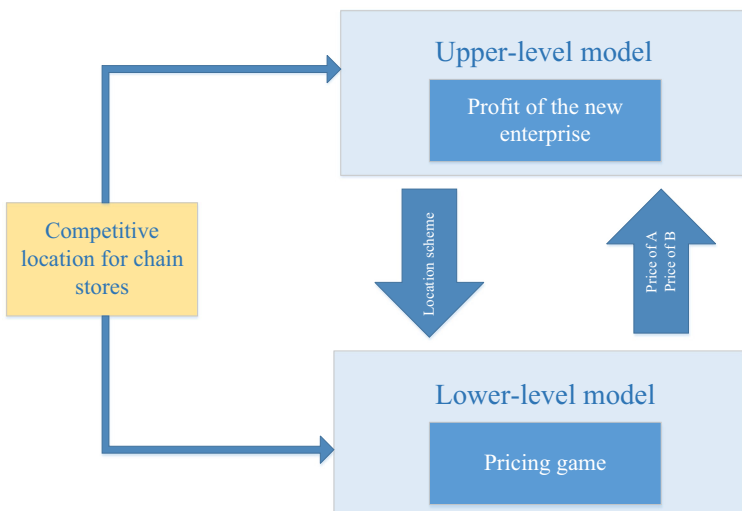 Upper-level model
Profit of the new
enterprise
Competitive
location for chain
stores
Location scheme
Price of A
Price of B
Lower-level model
Pricing game